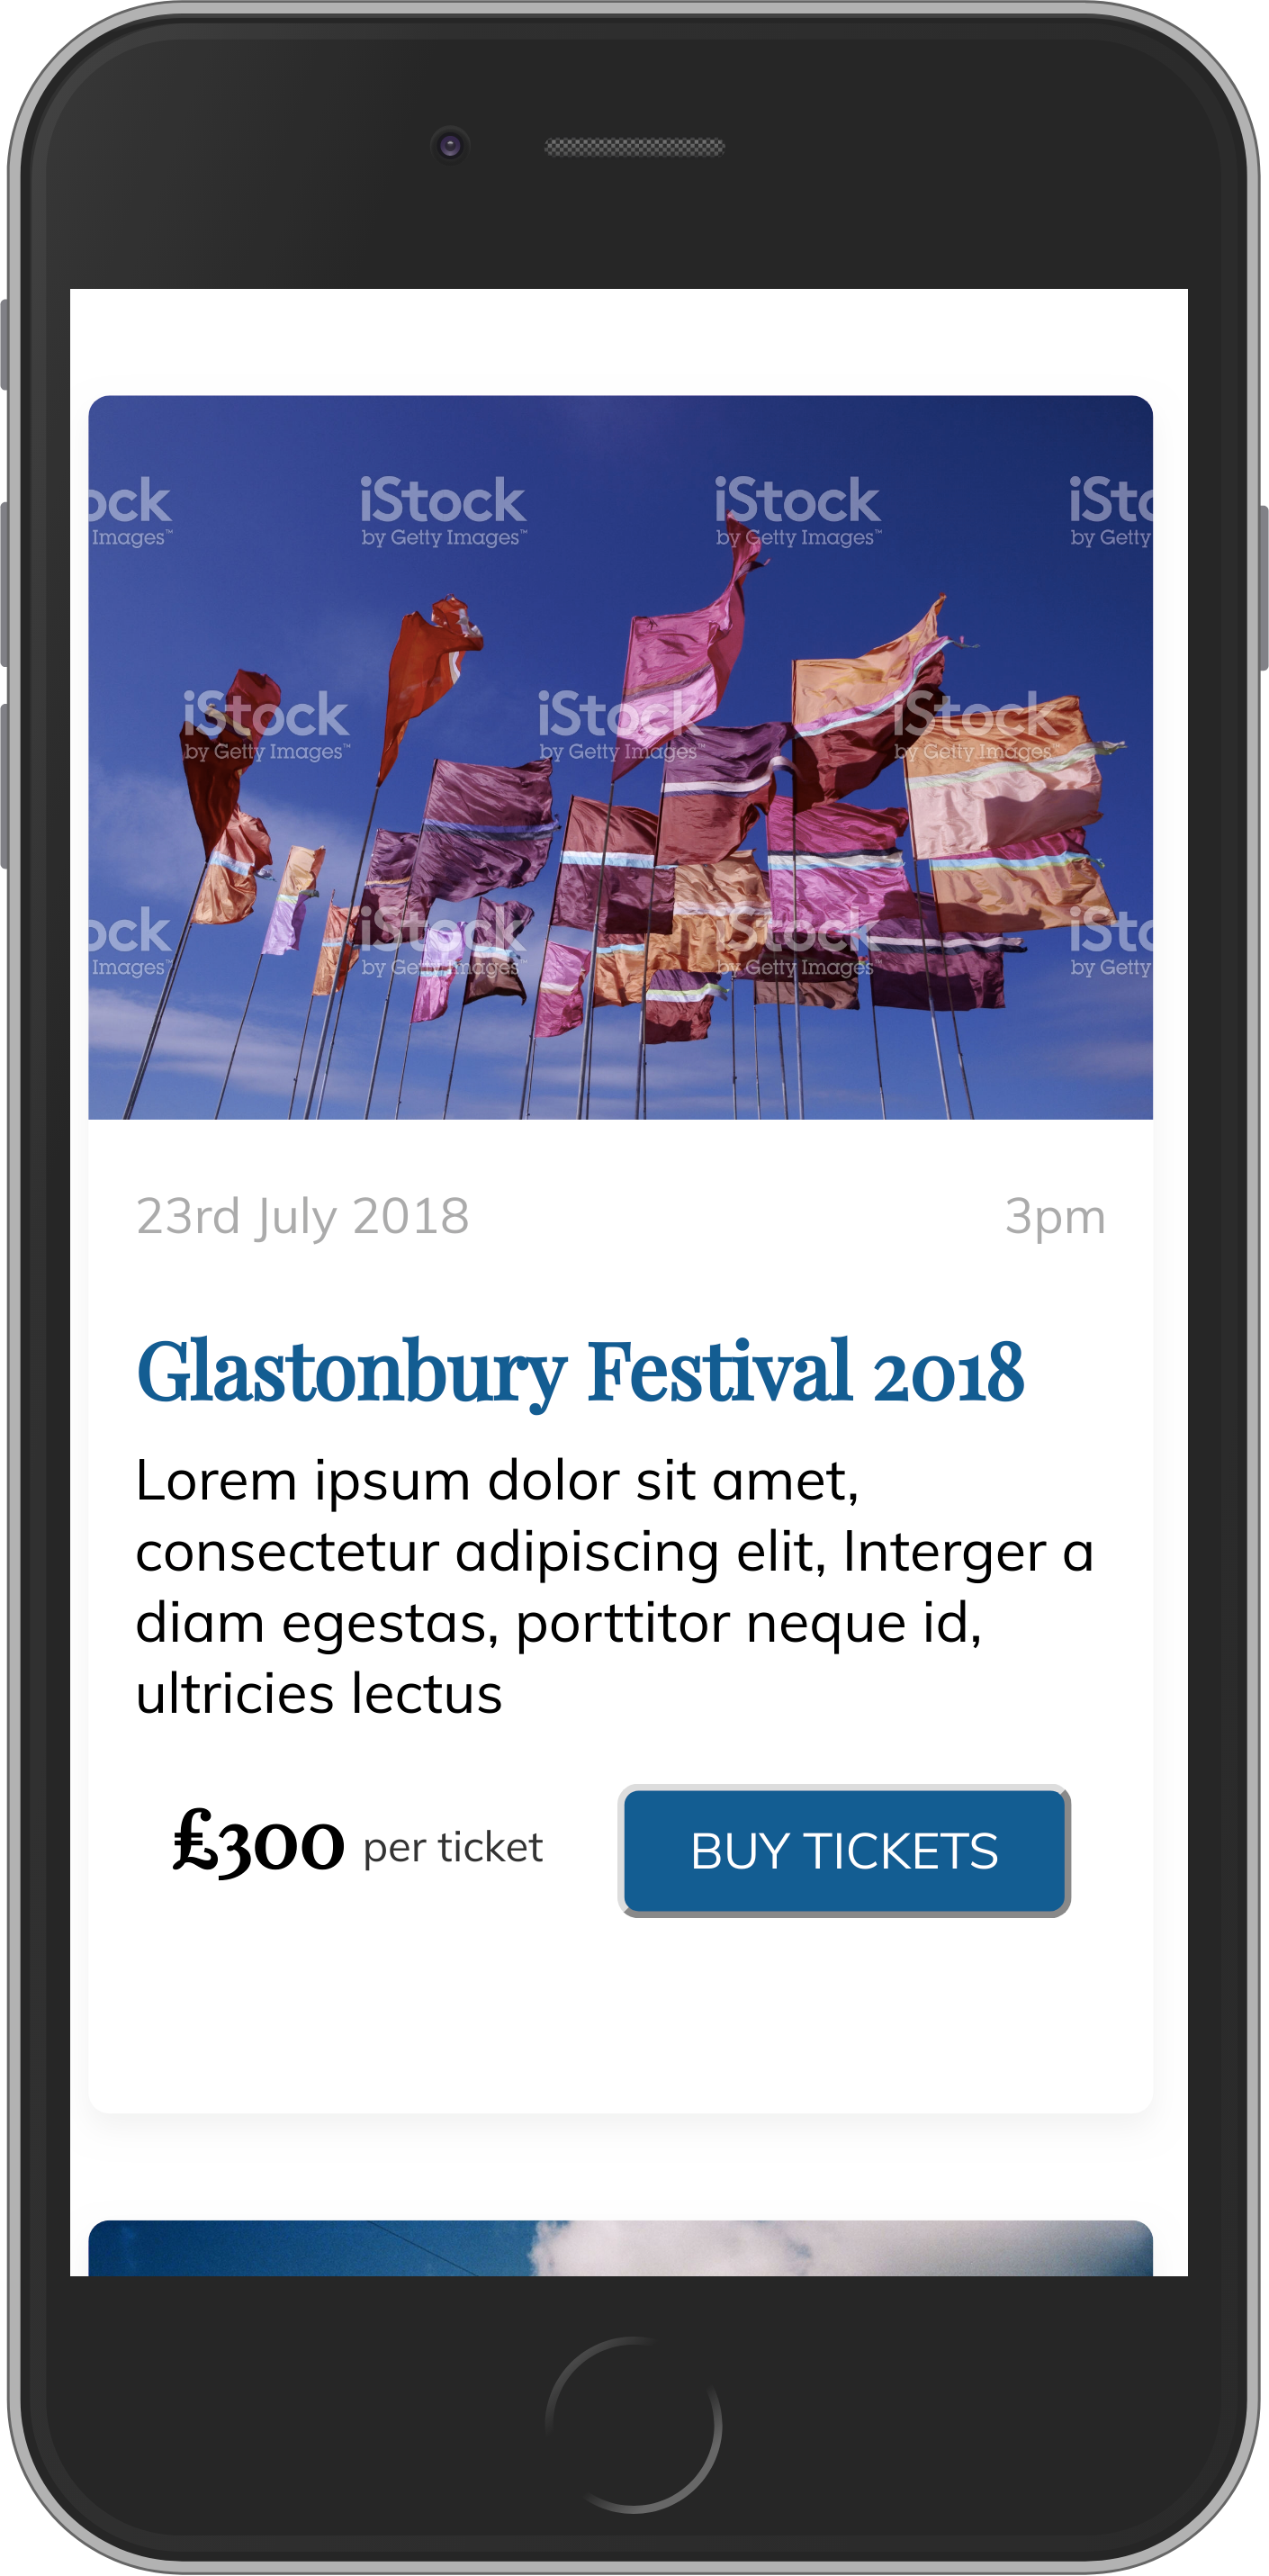 ock iStock iStock iSto
Images™ by Getty Images™ by Getty Images™ by Getty
iStock iStock iStock
by Getty Images™ by Getty Images™ by Getty Images™
ock iStock iStock iSto
Images™ by Getty Images™ by Getty Images™ by Getty
23rd July 2018 3pm
Glastonbury Festival 2018
Lorem ipsum dolor sit amet,
consectetur adipiscing elit, Interger a
diam egestas, porttitor neque id,
ultricies lectus
£300 per ticket BUY TICKETS